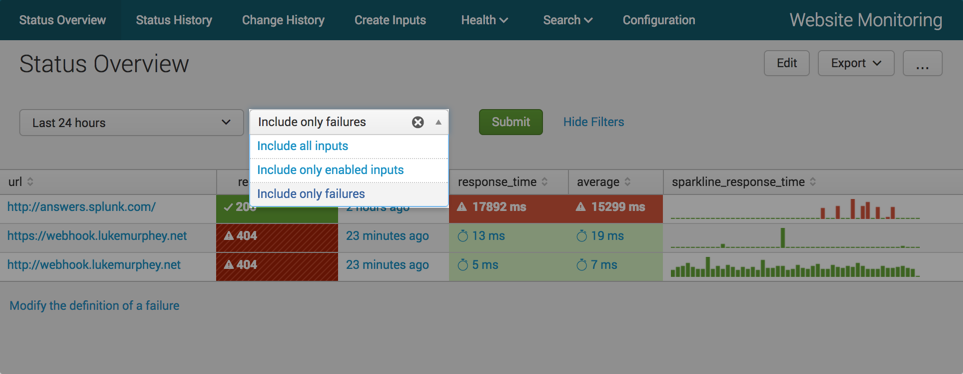 Status Overview Status History Change History Create Inputs Health Search Configuration Website Monitoring
Status Overview Edit Export ...
Last 24 hours Include only failures Submit Hide Filters
Include all inputs
Include only enabled inputs
Include only failures
url re response_time average sparkline_response_time
http://answers.splunk.com/ 200 2 hours ago 17892 ms 15299 ms
https://webhook.lukemurphey.net 404 23 minutes ago 13 ms 19 ms
http://webhook.lukemurphey.net 404 23 minutes ago 5 ms 7 ms
Modify the definition of a failure